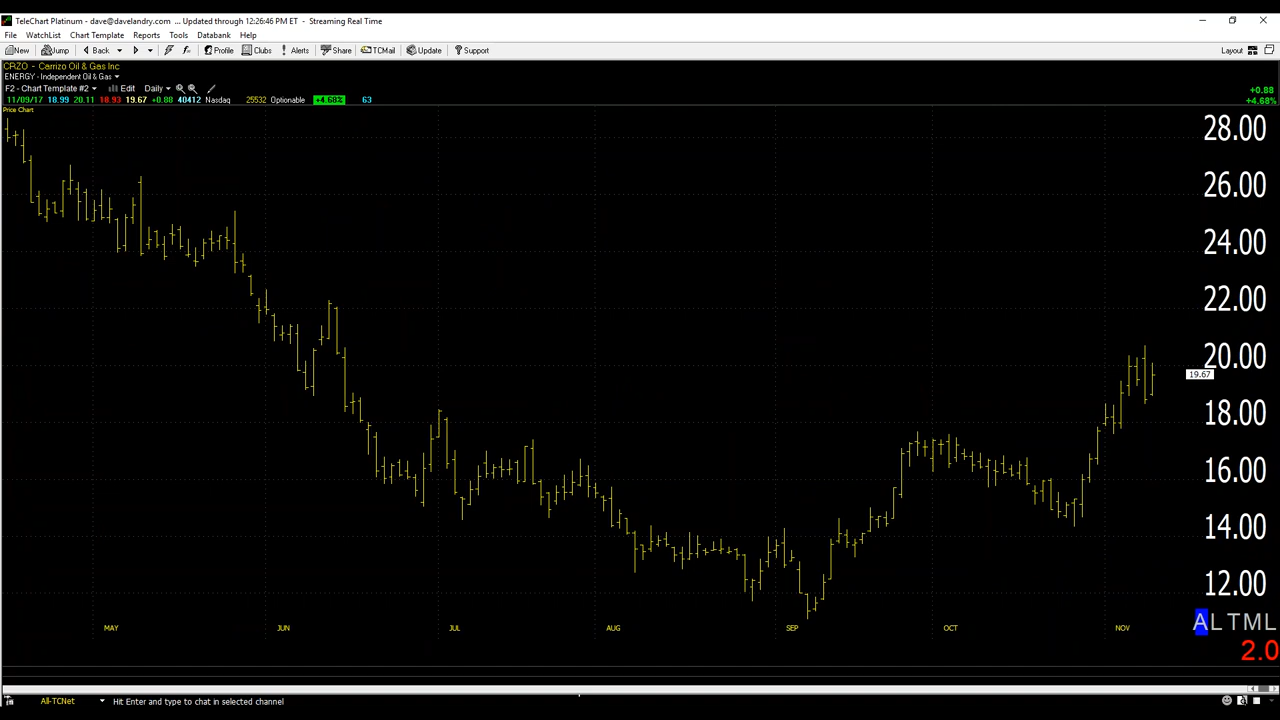 TeleChart Platinum - dave@davelandry.com ... Updated through 12:26:46 PM ET - Streaming Real Time
File WatchList Chart Template Reports Tools Databank Help
New Jump Back Profile Clubs Alerts Share TCMail Update Support Layout
CRZO - Carrizo Oil & Gas Inc
ENERGY - Independent Oil & Gas
F2 - Chart Template #2 Edit Daily
11/09/17 18.99 20.11 18.93 19.67 +0.88 40412 Nasdaq 25532 Optionable +4.68% 63
+0.88
+4.68%
Price Chart
28.00
26.00
24.00
22.00
20.00
19.67
18.00
16.00
14.00
12.00
MAY JUN JUL AUG SEP OCT NOV
ALTML
2.0
All-TCNet Hit Enter and type to chat in selected channel